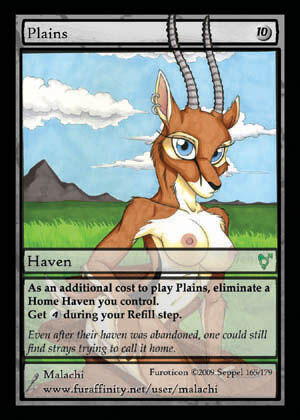 Plains 10
Haven
As an additional cost to play Plains, eliminate a
Home Haven you control.
Get 4 during your Refill step.
Even after their haven was abandoned, one could still
find strays trying to call it home.
Malachi Furoticon ©2009 Seppel 165/179
www.furaffinity.net/user/malachi